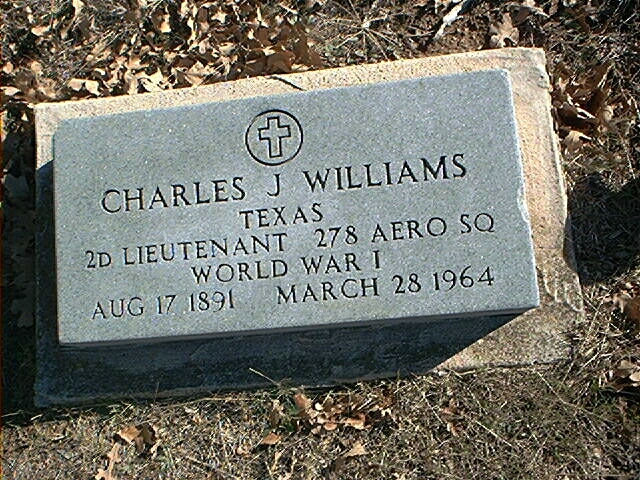 CHARLES J WILLIAMS
TEXAS
2D LIEUTENANT 278 AERO SQ
WORLD WAR I
AUG 17 1891 MARCH 28 1964